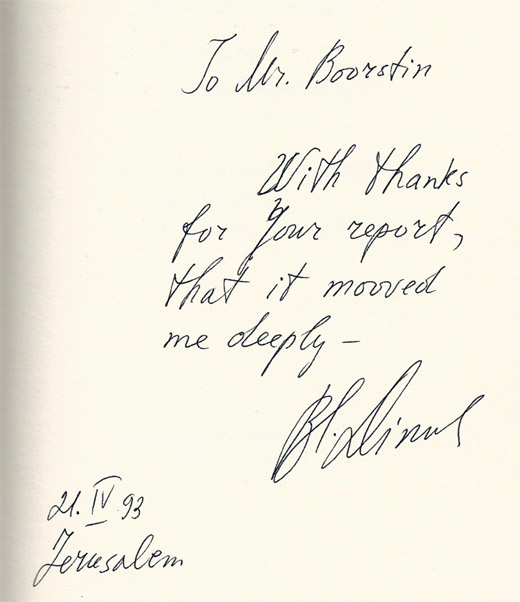 To Mr. Boorstin
With thanks
for Your report,
that it mooved
me deeply –
21. IV 93
Jerusalem